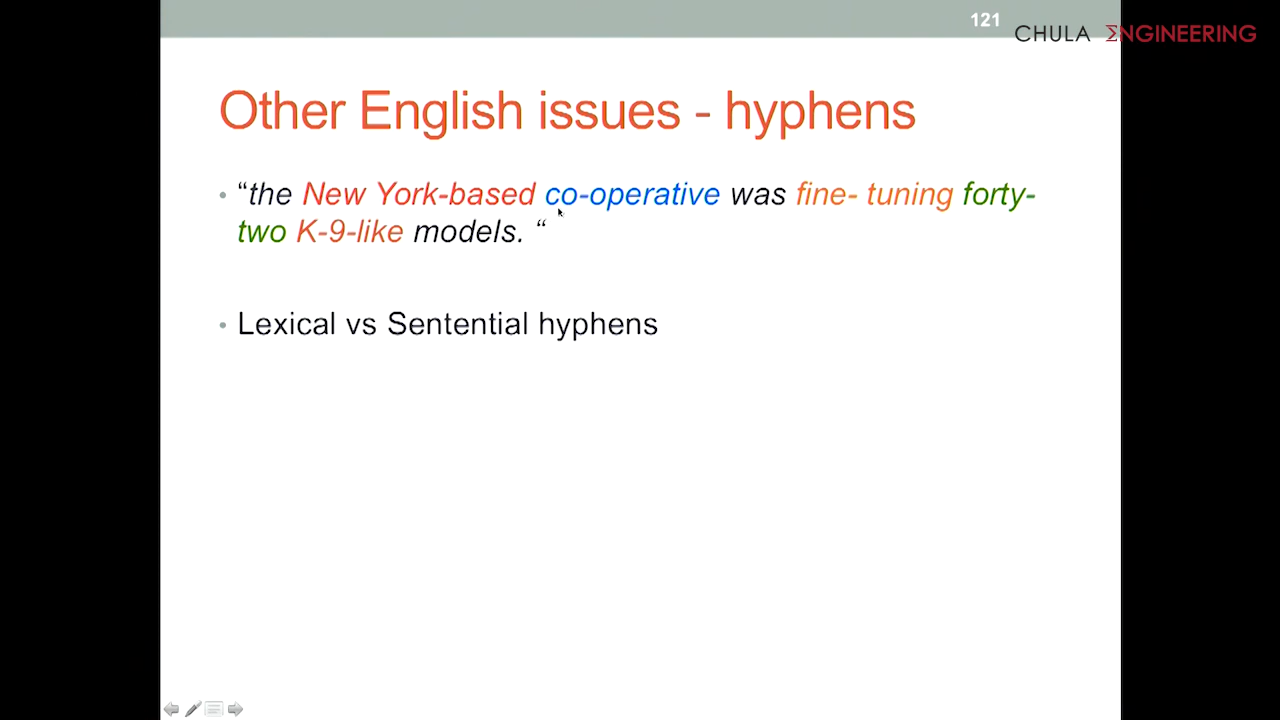 121
CHULA ΣNGINEERING
Other English issues - hyphens
• “the New York-based co-operative was fine- tuning forty-
two K-9-like models. “
• Lexical vs Sentential hyphens